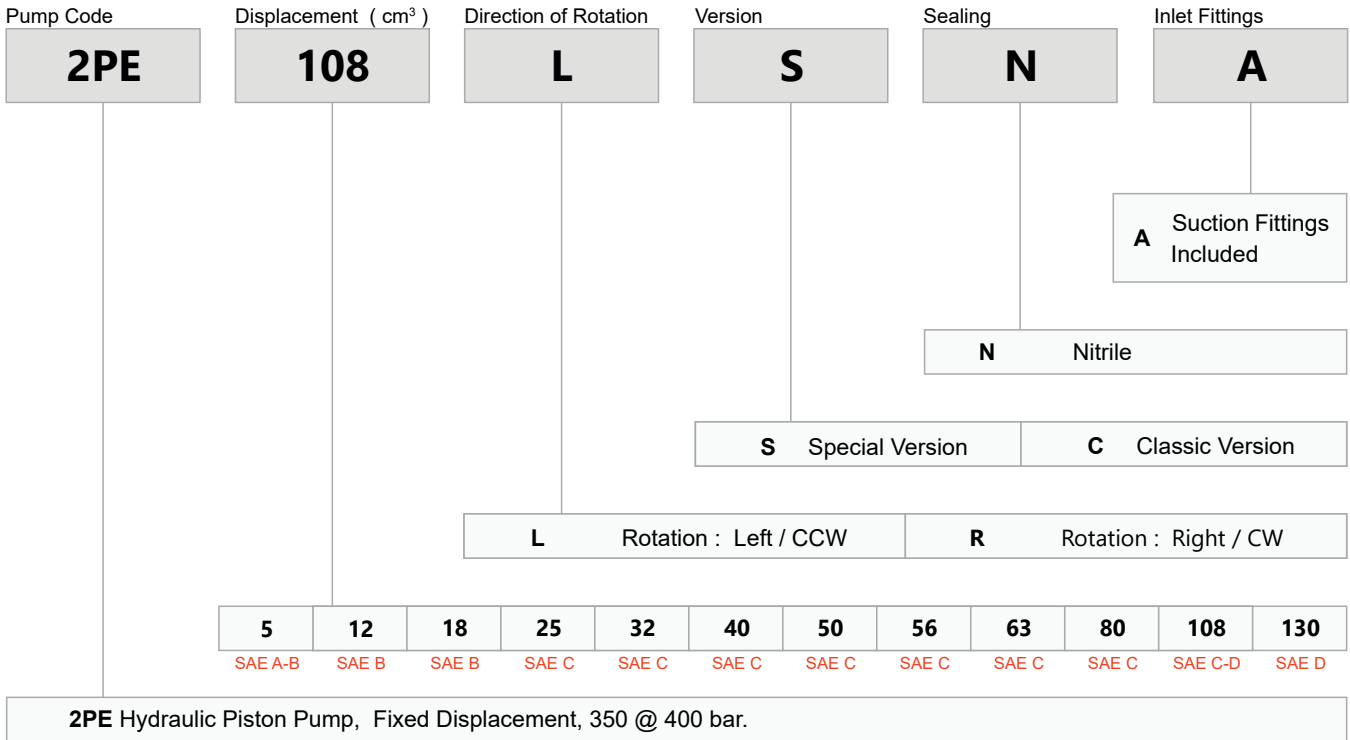 Pump Code Displacement ( cm³ ) Direction of Rotation Version Sealing Inlet Fittings
2PE 108 L S N A
A Suction Fittings
Included
N Nitrile
S Special Version C Classic Version
L Rotation : Left / CCW R Rotation : Right / CW
5 12 18 25 32 40 50 56 63 80 108 130
SAE A-B SAE B SAE B SAE C SAE C SAE C SAE C SAE C SAE C SAE C SAE C-D SAE D
2PE Hydraulic Piston Pump, Fixed Displacement, 350 @ 400 bar.